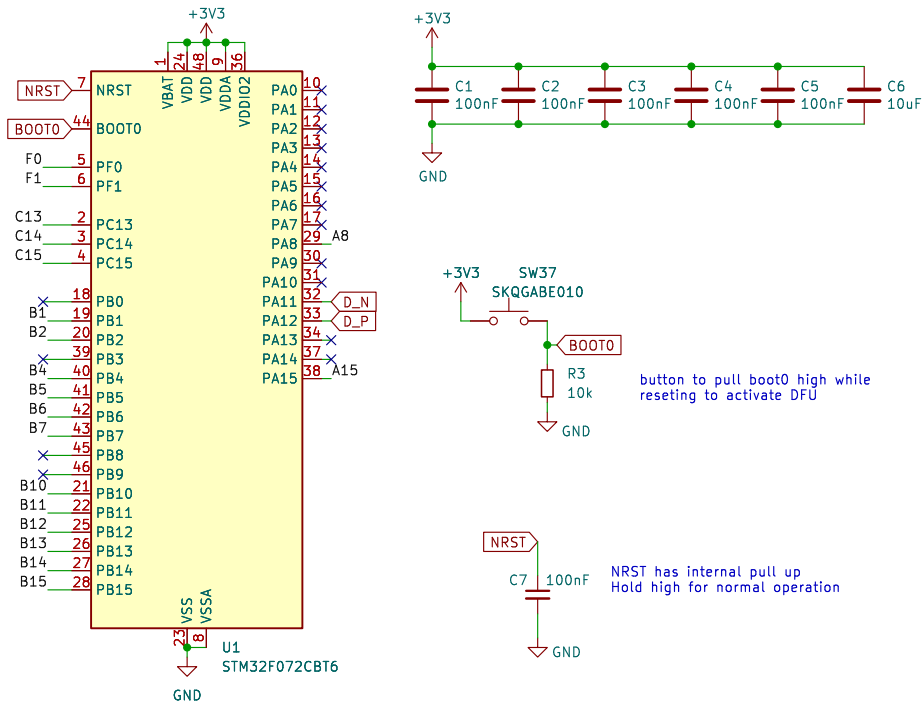 +3V3
1
24
48
9
36
VBAT
VDD
VDD
VDDA
VDDIO2
NRST
7
NRST
BOOT0
44
BOOT0
F0
5
PF0
F1
6
PF1
C13
2
PC13
C14
3
PC14
C15
4
PC15
18
PB0
B1
19
PB1
B2
20
PB2
39
PB3
B4
40
PB4
B5
41
PB5
B6
42
PB6
B7
43
PB7
45
PB8
46
PB9
B10
21
PB10
B11
22
PB11
B12
25
PB12
B13
26
PB13
B14
27
PB14
B15
28
PB15
PA0
10
PA1
11
PA2
12
PA3
13
PA4
14
PA5
15
PA6
16
PA7
17
PA8
29
A8
PA9
30
PA10
31
PA11
32
D_N
PA12
33
D_P
PA13
34
PA14
37
PA15
38
A15
VSS
VSSA
23
8
U1
STM32F072CBT6
GND
+3V3
C1
100nF
C2
100nF
C3
100nF
C4
100nF
C5
100nF
C6
10uF
GND
+3V3
SW37
SKQGABE010
BOOT0
R3
10k
GND
button to pull boot0 high while
reseting to activate DFU
NRST
C7
100nF
GND
NRST has internal pull up
Hold high for normal operation